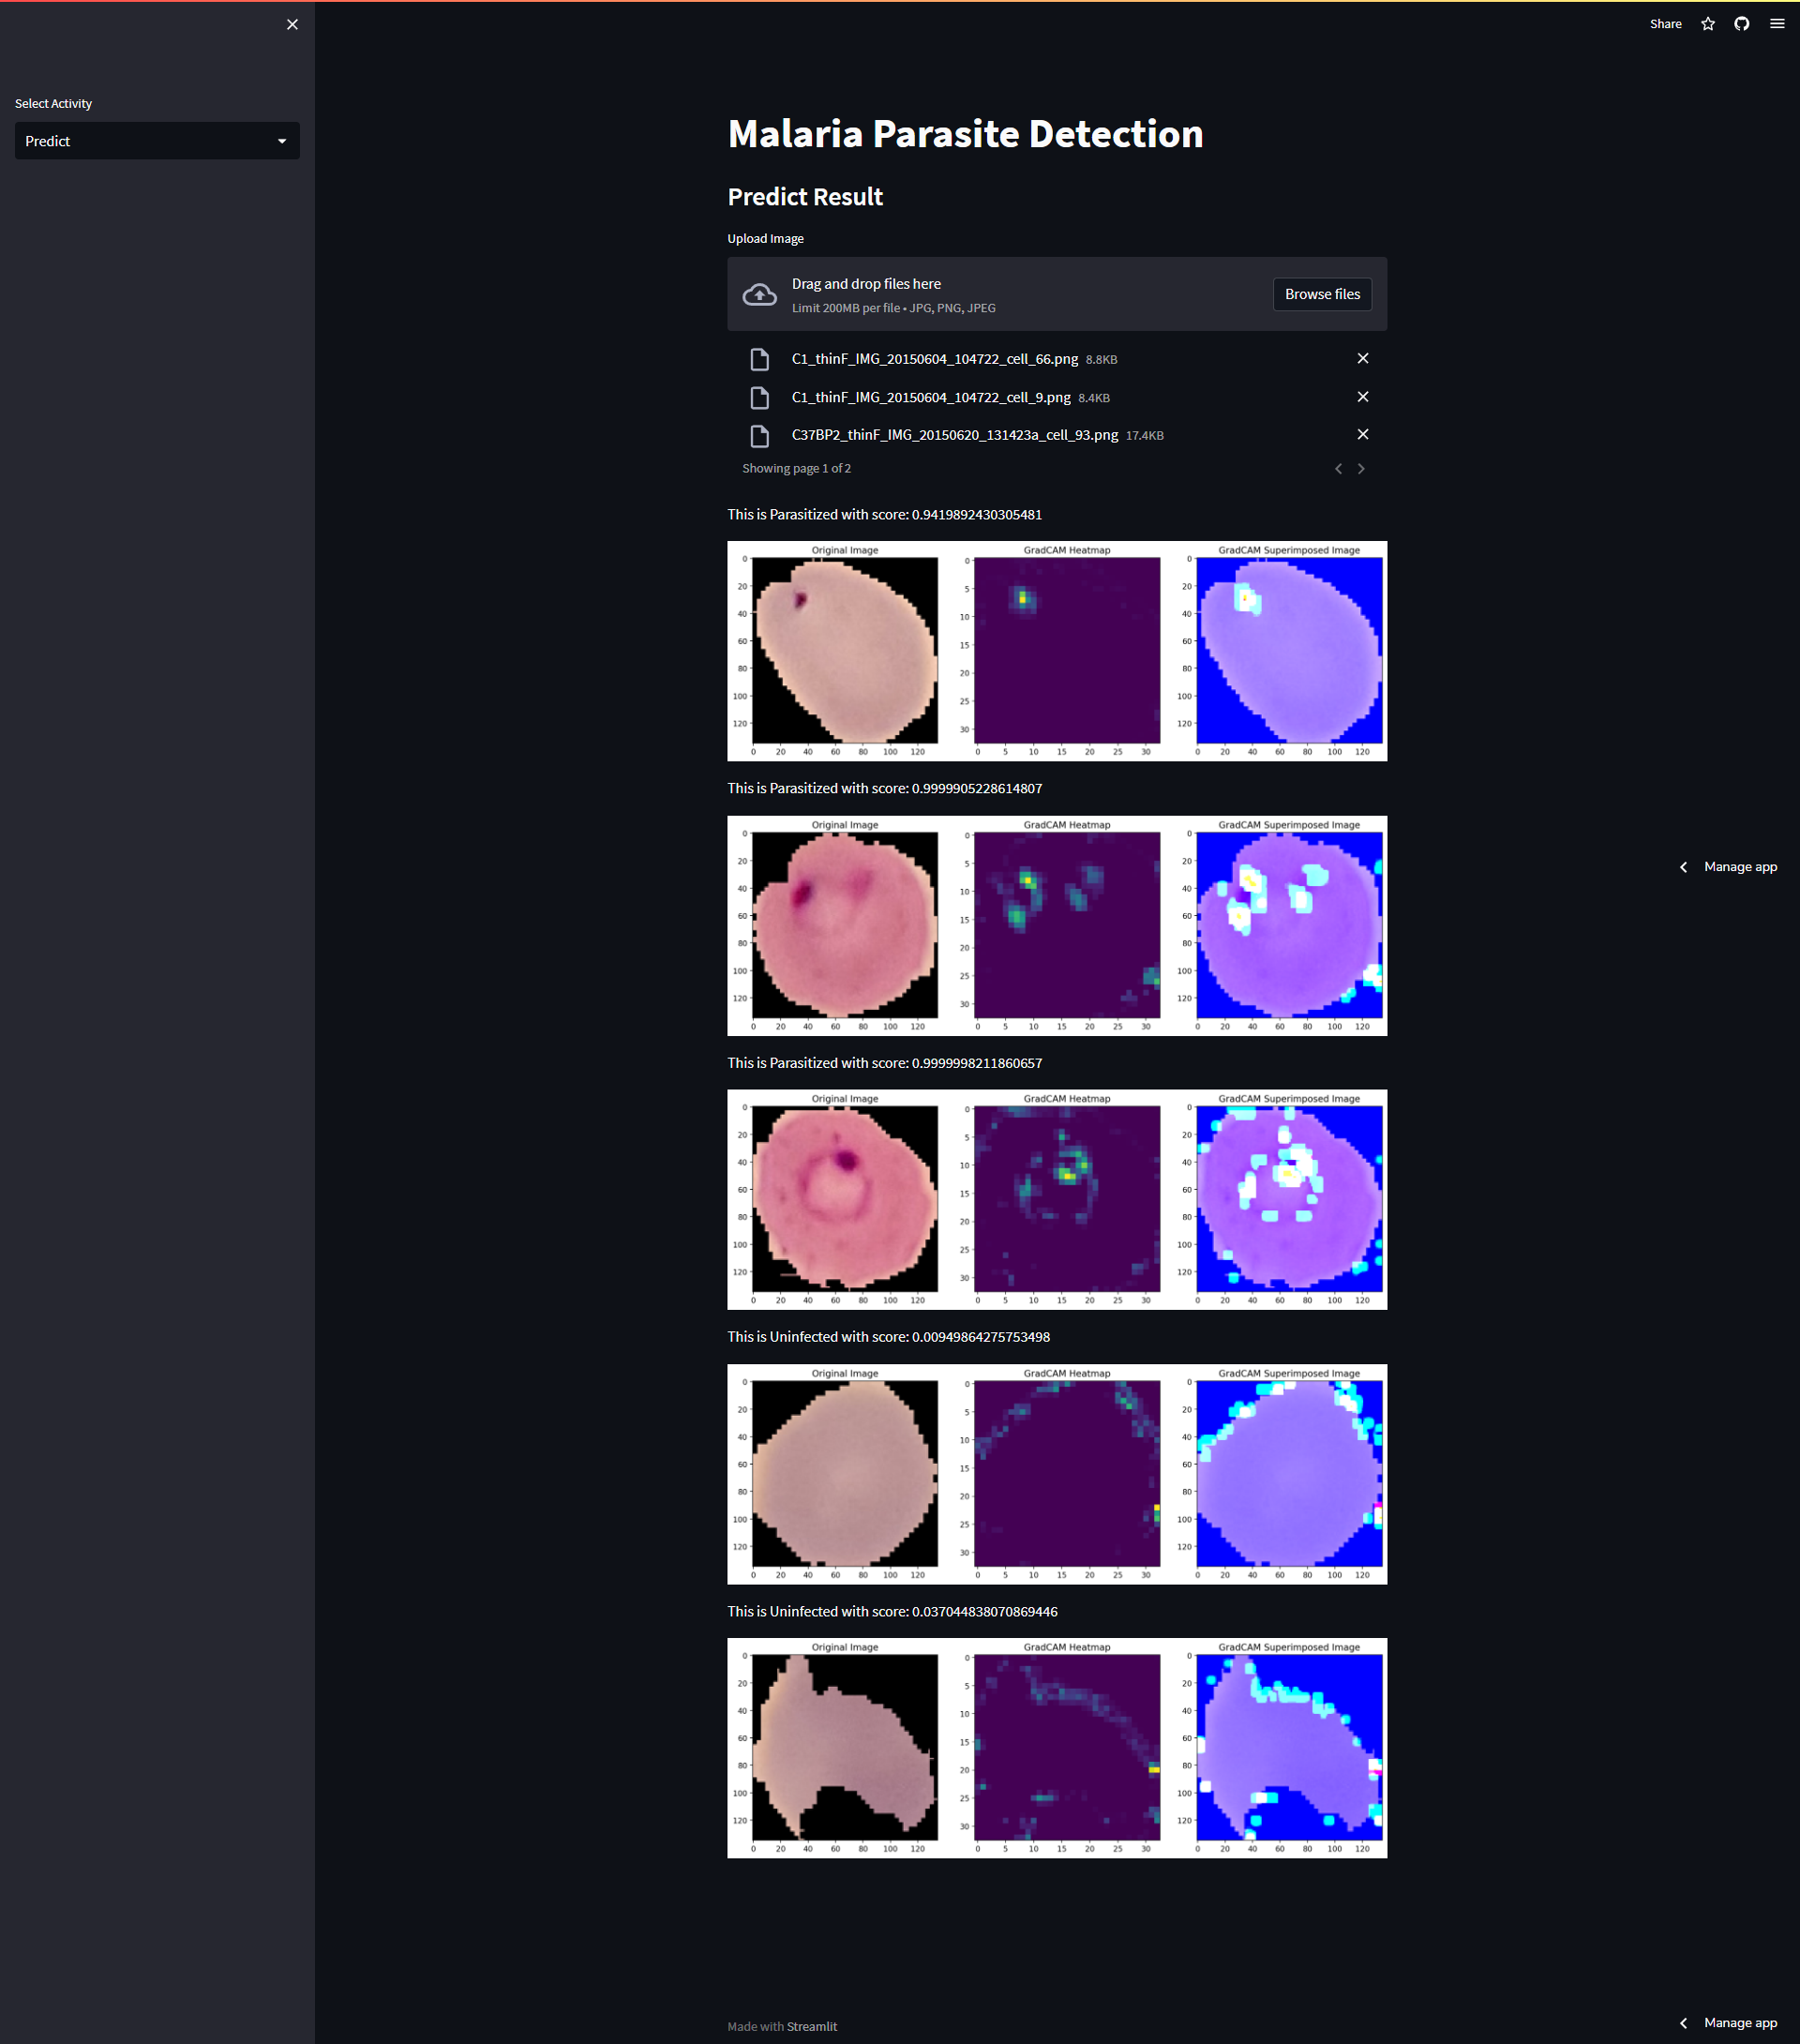 Share
Select Activity
Predict
Malaria Parasite Detection
Predict Result
Upload Image
Drag and drop files here
Limit 200MB per file • JPG, PNG, JPEG
Browse files
C1_thinF_IMG_20150604_104722_cell_66.png 8.8KB
C1_thinF_IMG_20150604_104722_cell_9.png 8.4KB
C37BP2_thinF_IMG_20150620_131423a_cell_93.png 17.4KB
Showing page 1 of 2
This is Parasitized with score: 0.9419892430305481
Original Image GradCAM Heatmap GradCAM Superimposed Image
0 20 40 60 80 100 120
0 20 40 60 80 100 120
0 5 10 15 20 25 30
0 5 10 15 20 25 30
0 20 40 60 80 100 120
0 20 40 60 80 100 120
This is Parasitized with score: 0.9999905228614807
Original Image GradCAM Heatmap GradCAM Superimposed Image
0 20 40 60 80 100 120
0 20 40 60 80 100 120
0 5 10 15 20 25 30
0 5 10 15 20 25 30
0 20 40 60 80 100 120
0 20 40 60 80 100 120
Manage app
This is Parasitized with score: 0.9999998211860657
Original Image GradCAM Heatmap GradCAM Superimposed Image
0 20 40 60 80 100 120
0 20 40 60 80 100 120
0 5 10 15 20 25 30
0 5 10 15 20 25 30
0 20 40 60 80 100 120
0 20 40 60 80 100 120
This is Uninfected with score: 0.00949864275753498
Original Image GradCAM Heatmap GradCAM Superimposed Image
0 20 40 60 80 100 120
0 20 40 60 80 100 120
0 5 10 15 20 25 30
0 5 10 15 20 25 30
0 20 40 60 80 100 120
0 20 40 60 80 100 120
This is Uninfected with score: 0.037044838070869446
Original Image GradCAM Heatmap GradCAM Superimposed Image
0 20 40 60 80 100 120
0 20 40 60 80 100 120
0 5 10 15 20 25 30
0 5 10 15 20 25 30
0 20 40 60 80 100 120
0 20 40 60 80 100 120
Made with Streamlit
Manage app